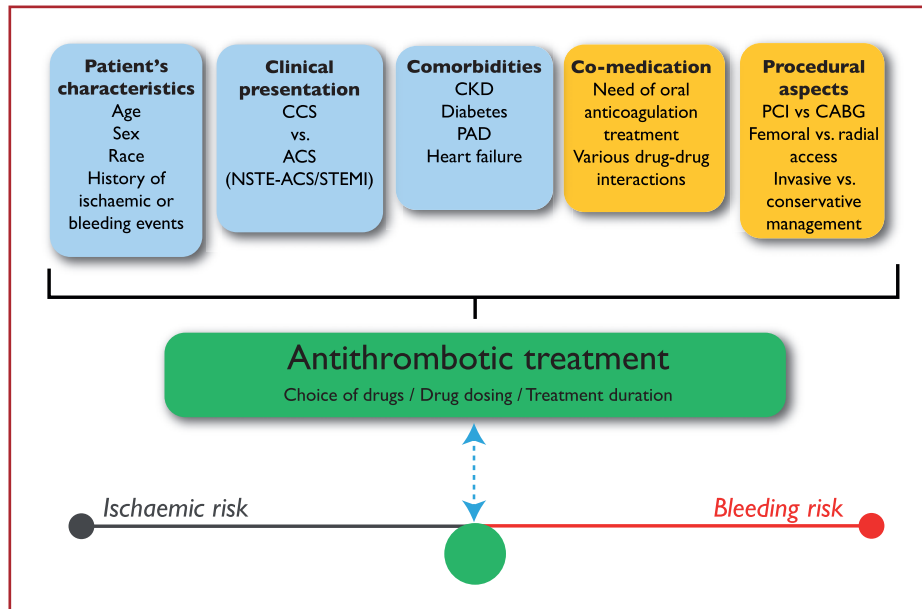 Patient's
characteristics
Age
Sex
Race
History of
ischaemic or
bleeding events
Clinical
presentation
CCS
vs.
ACS
(NSTE-ACS/STEMI)
Comorbidities
CKD
Diabetes
PAD
Heart failure
Co-medication
Need of oral
anticoagulation
treatment
Various drug-drug
interactions
Procedural
aspects
PCI vs CABG
Femoral vs. radial
access
Invasive vs.
conservative
management
Antithrombotic treatment
Choice of drugs / Drug dosing / Treatment duration
Ischaemic risk
Bleeding risk